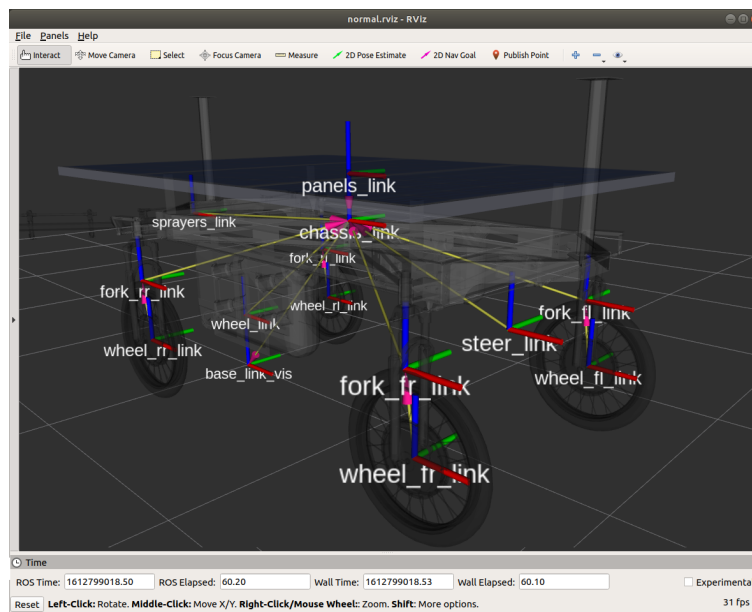 normal.rviz - RViz
File Panels Help
Interact Move Camera Select Focus Camera Measure 2D Pose Estimate 2D Nav Goal Publish Point
panels_link
sprayers_link
chassis_link
fork_rl_link
fork_rr_link
wheel_rl_link
fork_fl_link
wheel_link
steer_link
wheel_rr_link
base_link_vis
wheel_fl_link
fork_fr_link
wheel_fr_link
Time
ROS Time: 1612799018.50 ROS Elapsed: 60.20 Wall Time: 1612799018.53 Wall Elapsed: 60.10 Experimenta
Reset Left-Click: Rotate. Middle-Click: Move X/Y. Right-Click/Mouse Wheel:: Zoom. Shift: More options. 31 fps